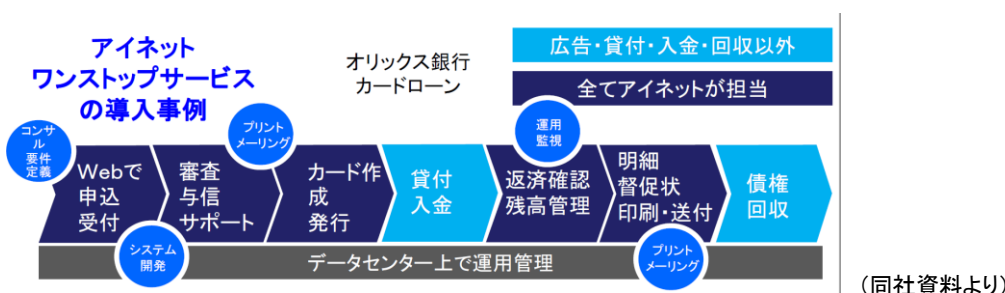 アイネット
ワンストップサービス
の導入事例
オリックス銀行
カードローン
広告・貸付・入金・回収以外
全てアイネットが担当
コンサ
ル
要件
定義
プリント
メーリング
運用
監視
Webで
申込
受付
審査
与信
サポート
カード作
成
発行
貸付
入金
返済確認
残高管理
明細
督促状
印刷・送付
債権
回収
システム
開発
プリント
メーリング
データセンター上で運用管理
（同社資料より）